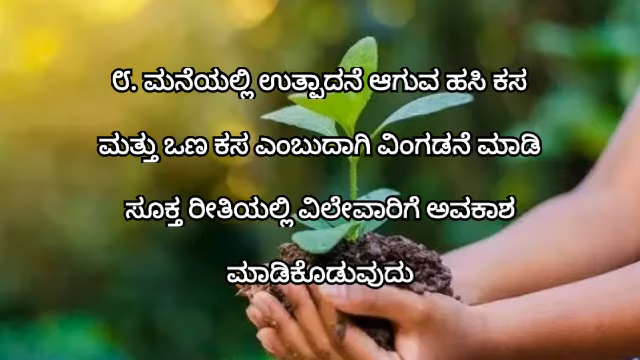 ೮. ಮನೆಯಲ್ಲಿ ಉತ್ಪಾದನೆ ಆಗುವ ಹಸಿ ಕಸ
ಮತ್ತು ಒಣ ಕಸ ಎಂಬುದಾಗಿ ವಿಂಗಡನೆ ಮಾಡಿ
ಸೂಕ್ತ ರೀತಿಯಲ್ಲಿ ವಿಲೇವಾರಿಗೆ ಅವಕಾಶ
ಮಾಡಿಕೊಡುವುದು